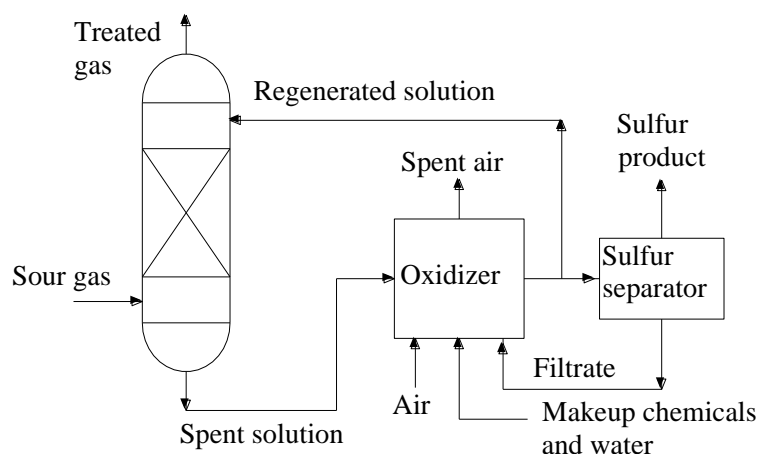 Treated
gas
Regenerated solution
Sulfur
product
Spent air
Sour gas
Oxidizer
Sulfur
separator
Filtrate
Air
Makeup chemicals
and water
Spent solution